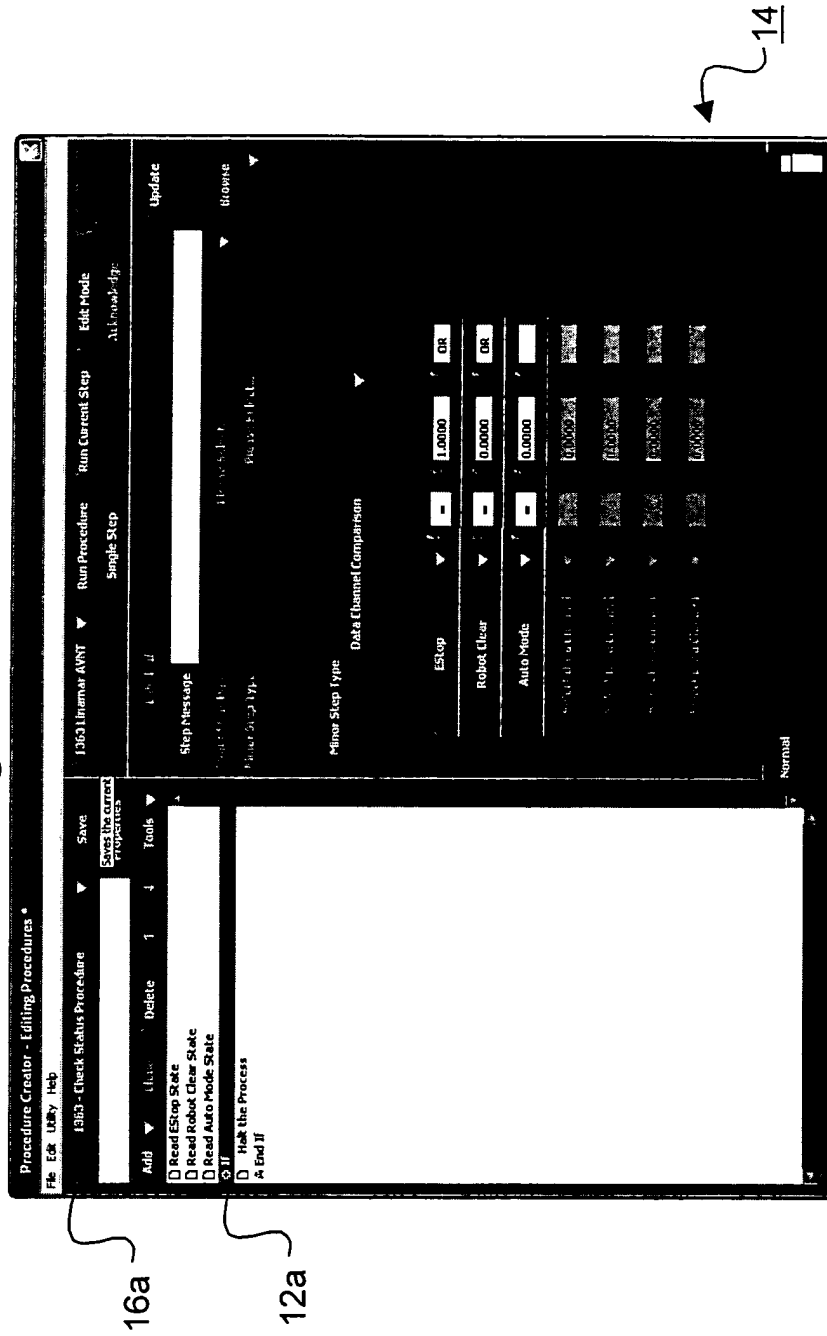 Procedure Creator - Editing Procedures *
File Edit Utility Help
1363 - Check Status Procedure
Save
1363 Linamar AVNT
Run Procedure
Run Current Step
Edit Mode
Saves the current
Properties
Single Step
Acknowledge
Add
Delete
Tools
Update
Read EStop State
Read Robot Clear State
Read Auto Mode State
If
Halt the Process
End If
Step Message
Browse
Minor Step Type
Minor Step Type
Data Channel Comparison
EStop = 1.0000 OR
Robot Clear = 0.0000 OR
Auto Mode = 0.0000
Normal
16a
12a
14